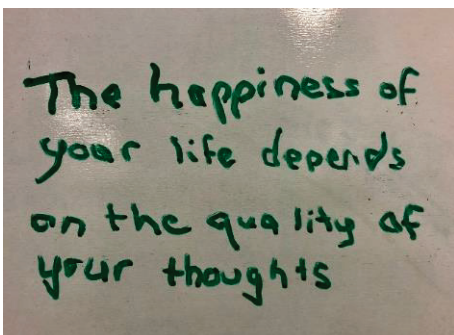 The happiness of
your life depends
on the quality of
your thoughts